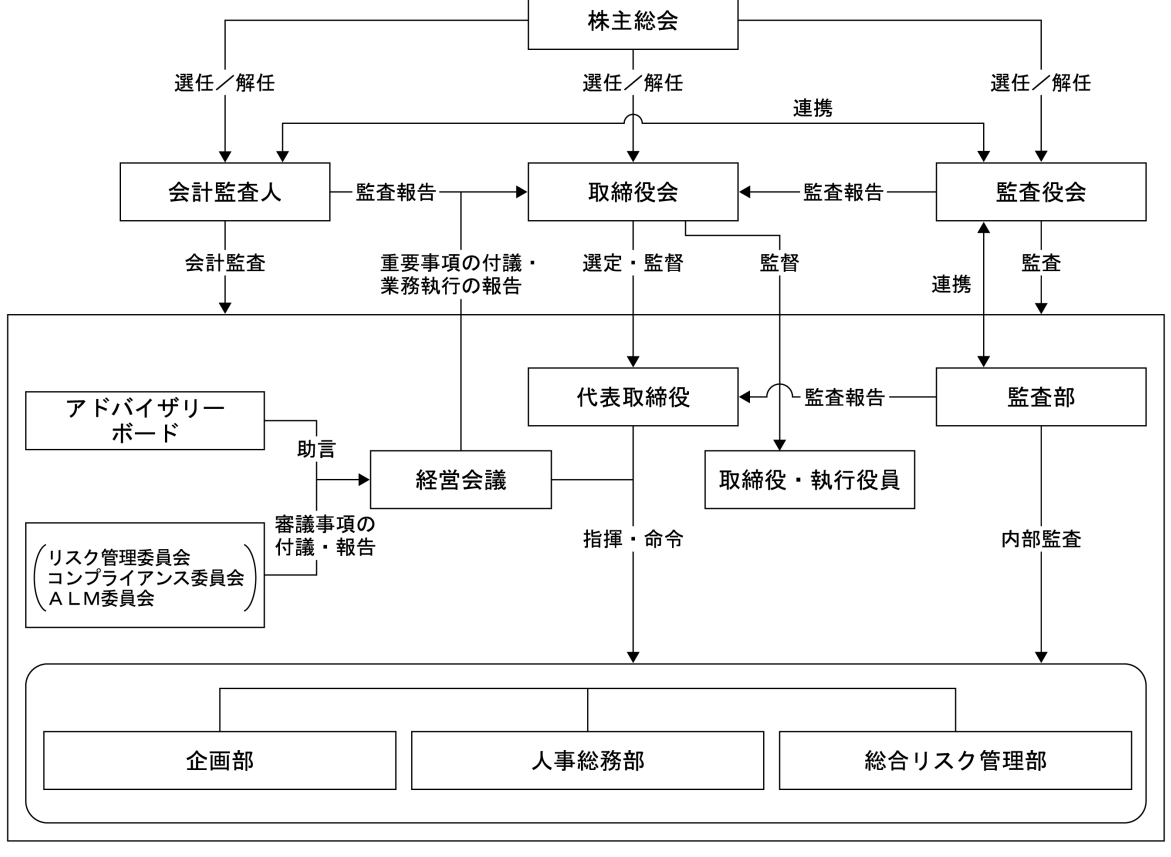 株主総会
選任／解任
選任／解任
選任／解任
連携
会計監査人
監査報告
取締役会
監査報告
監査役会
会計監査
重要事項の付議・
業務執行の報告
選定・監督
監督
連携
監査
代表取締役
監査報告
監査部
アドバイザリー
ボード
助言
経営会議
取締役・執行役員
審議事項の
付議・報告
リスク管理委員会
コンプライアンス委員会
ＡＬＭ委員会
指揮・命令
内部監査
企画部
人事総務部
総合リスク管理部